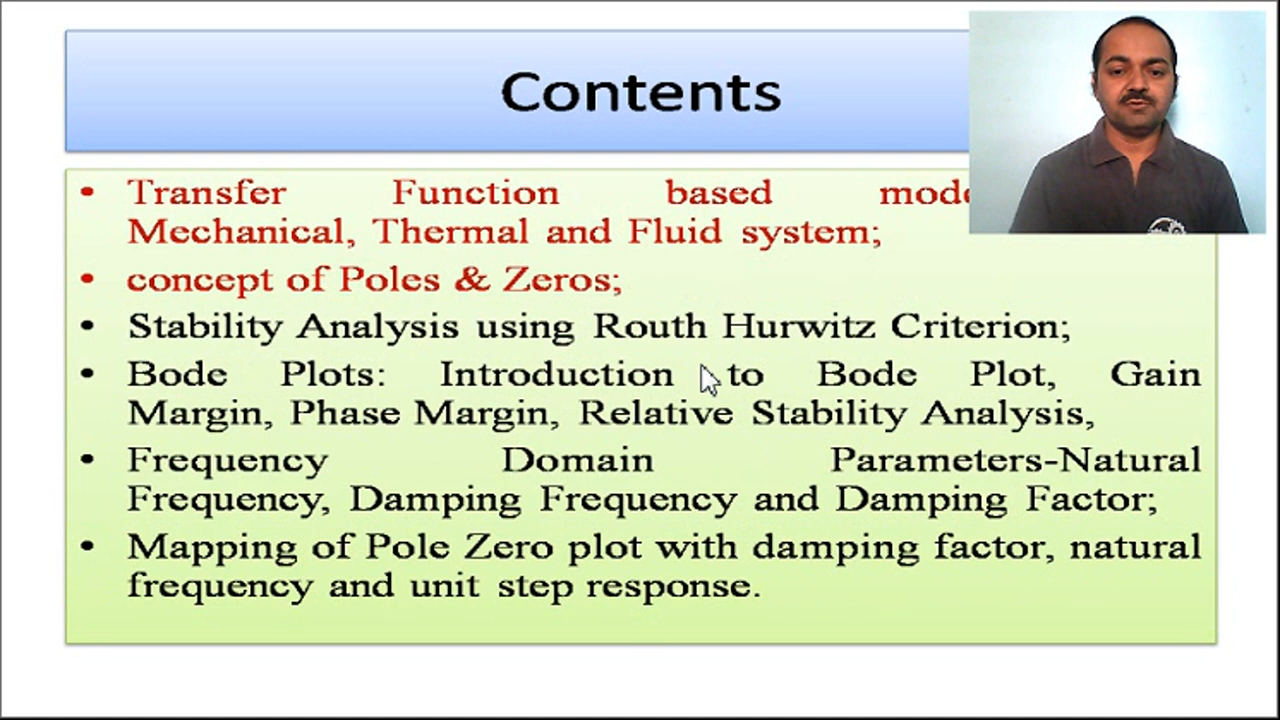 Contents
• Transfer Function based
Mechanical, Thermal and Fluid system;
• concept of Poles & Zeros;
• Stability Analysis using Routh Hurwitz Criterion;
• Bode Plots: Introduction to Bode Plot, Gain
Margin, Phase Margin, Relative Stability Analysis,
• Frequency Domain Parameters-Natural
Frequency, Damping Frequency and Damping Factor;
• Mapping of Pole Zero plot with damping factor, natural
frequency and unit step response.